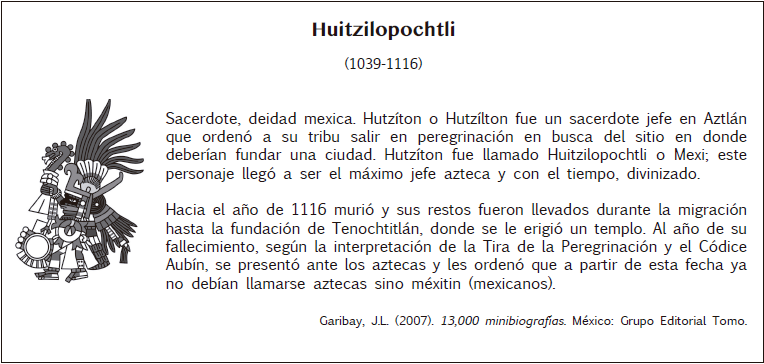 Huitzilopochtli
(1039-1116)
Sacerdote, deidad mexica. Hutzíton o Hutzílton fue un sacerdote jefe en Aztlán
que ordenó a su tribu salir en peregrinación en busca del sitio en donde
deberían fundar una ciudad. Hutzíton fue llamado Huitzilopochtli o Mexi; este
personaje llegó a ser el máximo jefe azteca y con el tiempo, divinizado.
Hacia el año de 1116 murió y sus restos fueron llevados durante la migración
hasta la fundación de Tenochtitlán, donde se le erigió un templo. Al año de su
fallecimiento, según la interpretación de la Tira de la Peregrinación y el Códice
Aubín, se presentó ante los aztecas y les ordenó que a partir de esta fecha ya
no debían llamarse aztecas sino méxitin (mexicanos).
Garibay, J.L. (2007). 13,000 minibiografías. México: Grupo Editorial Tomo.